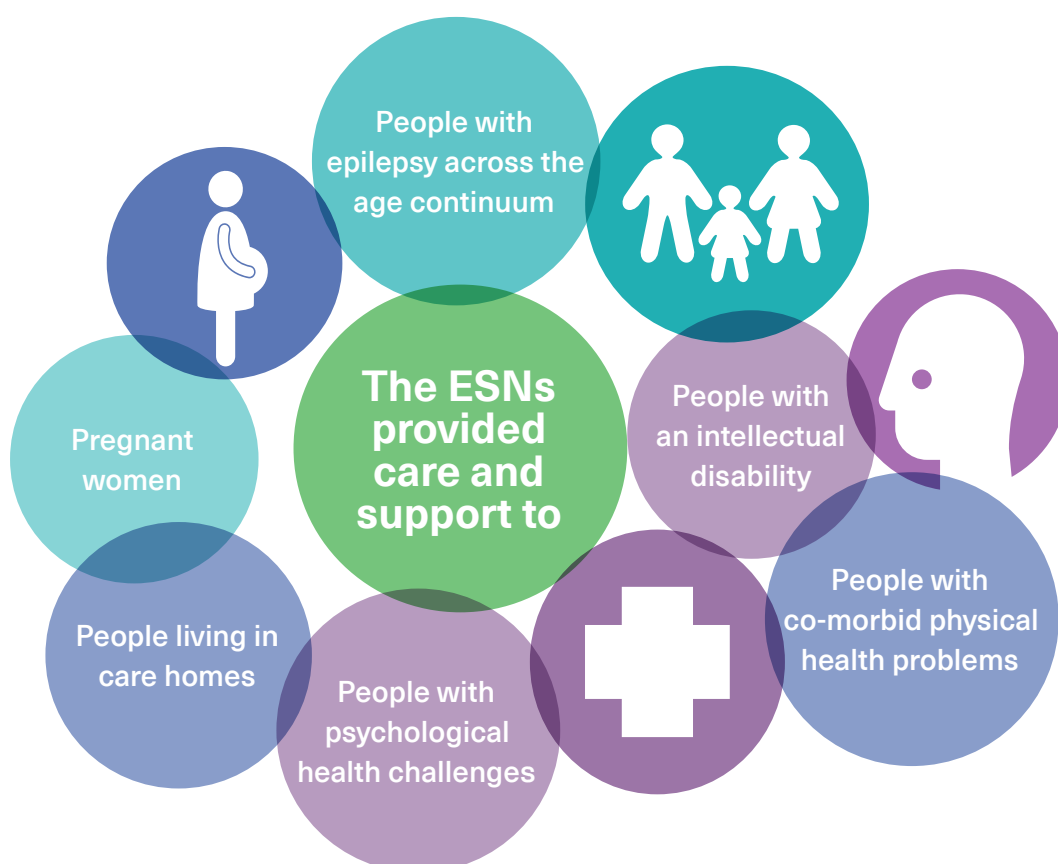 People with
epilepsy across the
age continuum
The ESNs
provided
care and
support to
People with
an intellectual
disability
Pregnant
women
People with
co-morbid physical
health problems
People living in
care homes
People with
psychological
health challenges